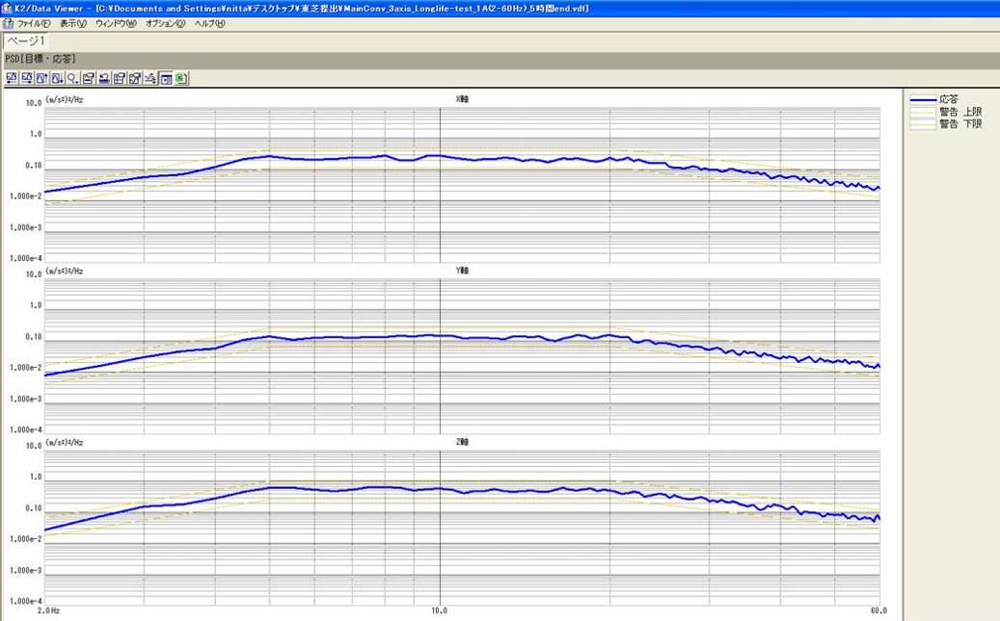 K2/Data Viewer - [C:¥Documents and Settings¥nitta¥デスクトップ¥東芝提出¥MainConv_3axis_Longlife-test_1A(2-60Hz)_5時間end.vdf]
ファイル(F) 表示(V) ウィンドウ(W) オプション(O) ヘルプ(H)
ページ1
PSD[目標・応答]
10.0 (m/s²)²/Hz X軸
1.0
0.10
1.000e-2
1.000e-3
1.000e-4
10.0 (m/s²)²/Hz Y軸
1.0
0.10
1.000e-2
1.000e-3
1.000e-4
10.0 (m/s²)²/Hz Z軸
1.0
0.10
1.000e-2
1.000e-3
1.000e-4
2.0Hz 10.0 60.0
応答
警告 上限
警告 下限